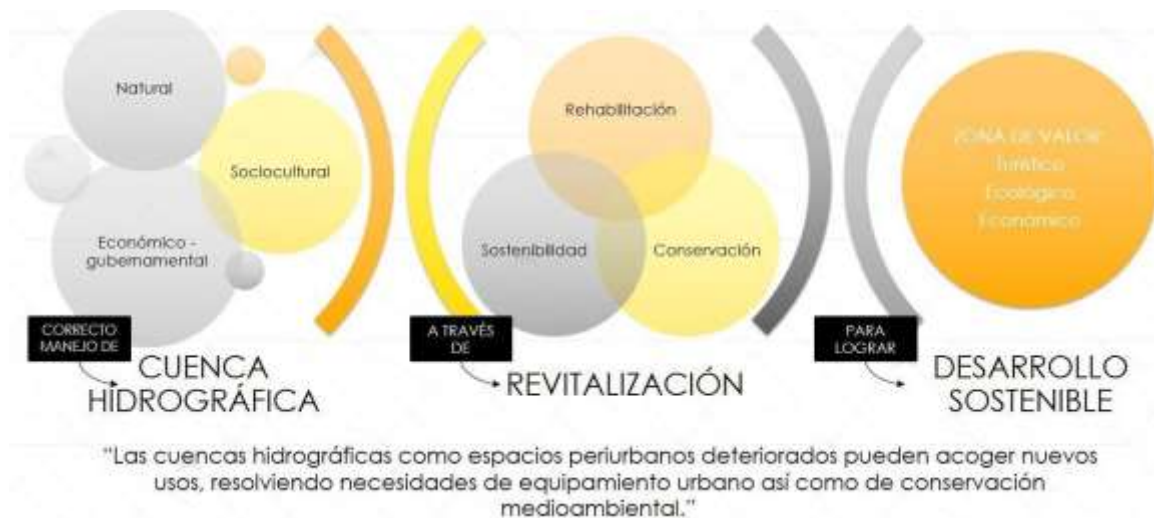 Natural
Sociocultural
Económico -
gubernamental
CORRECTO
MANEJO DE
CUENCA
HIDROGRÁFICA
Rehabilitación
Sostenibilidad
Conservación
A TRAVÉS
DE
REVITALIZACIÓN
ZONA DE VALOR
Turístico
Ecológico
Económico
PARA
LOGRAR
DESARROLLO
SOSTENIBLE
"Las cuencas hidrográficas como espacios periurbanos deteriorados pueden acoger nuevos
usos, resolviendo necesidades de equipamiento urbano así como de conservación
medioambiental."